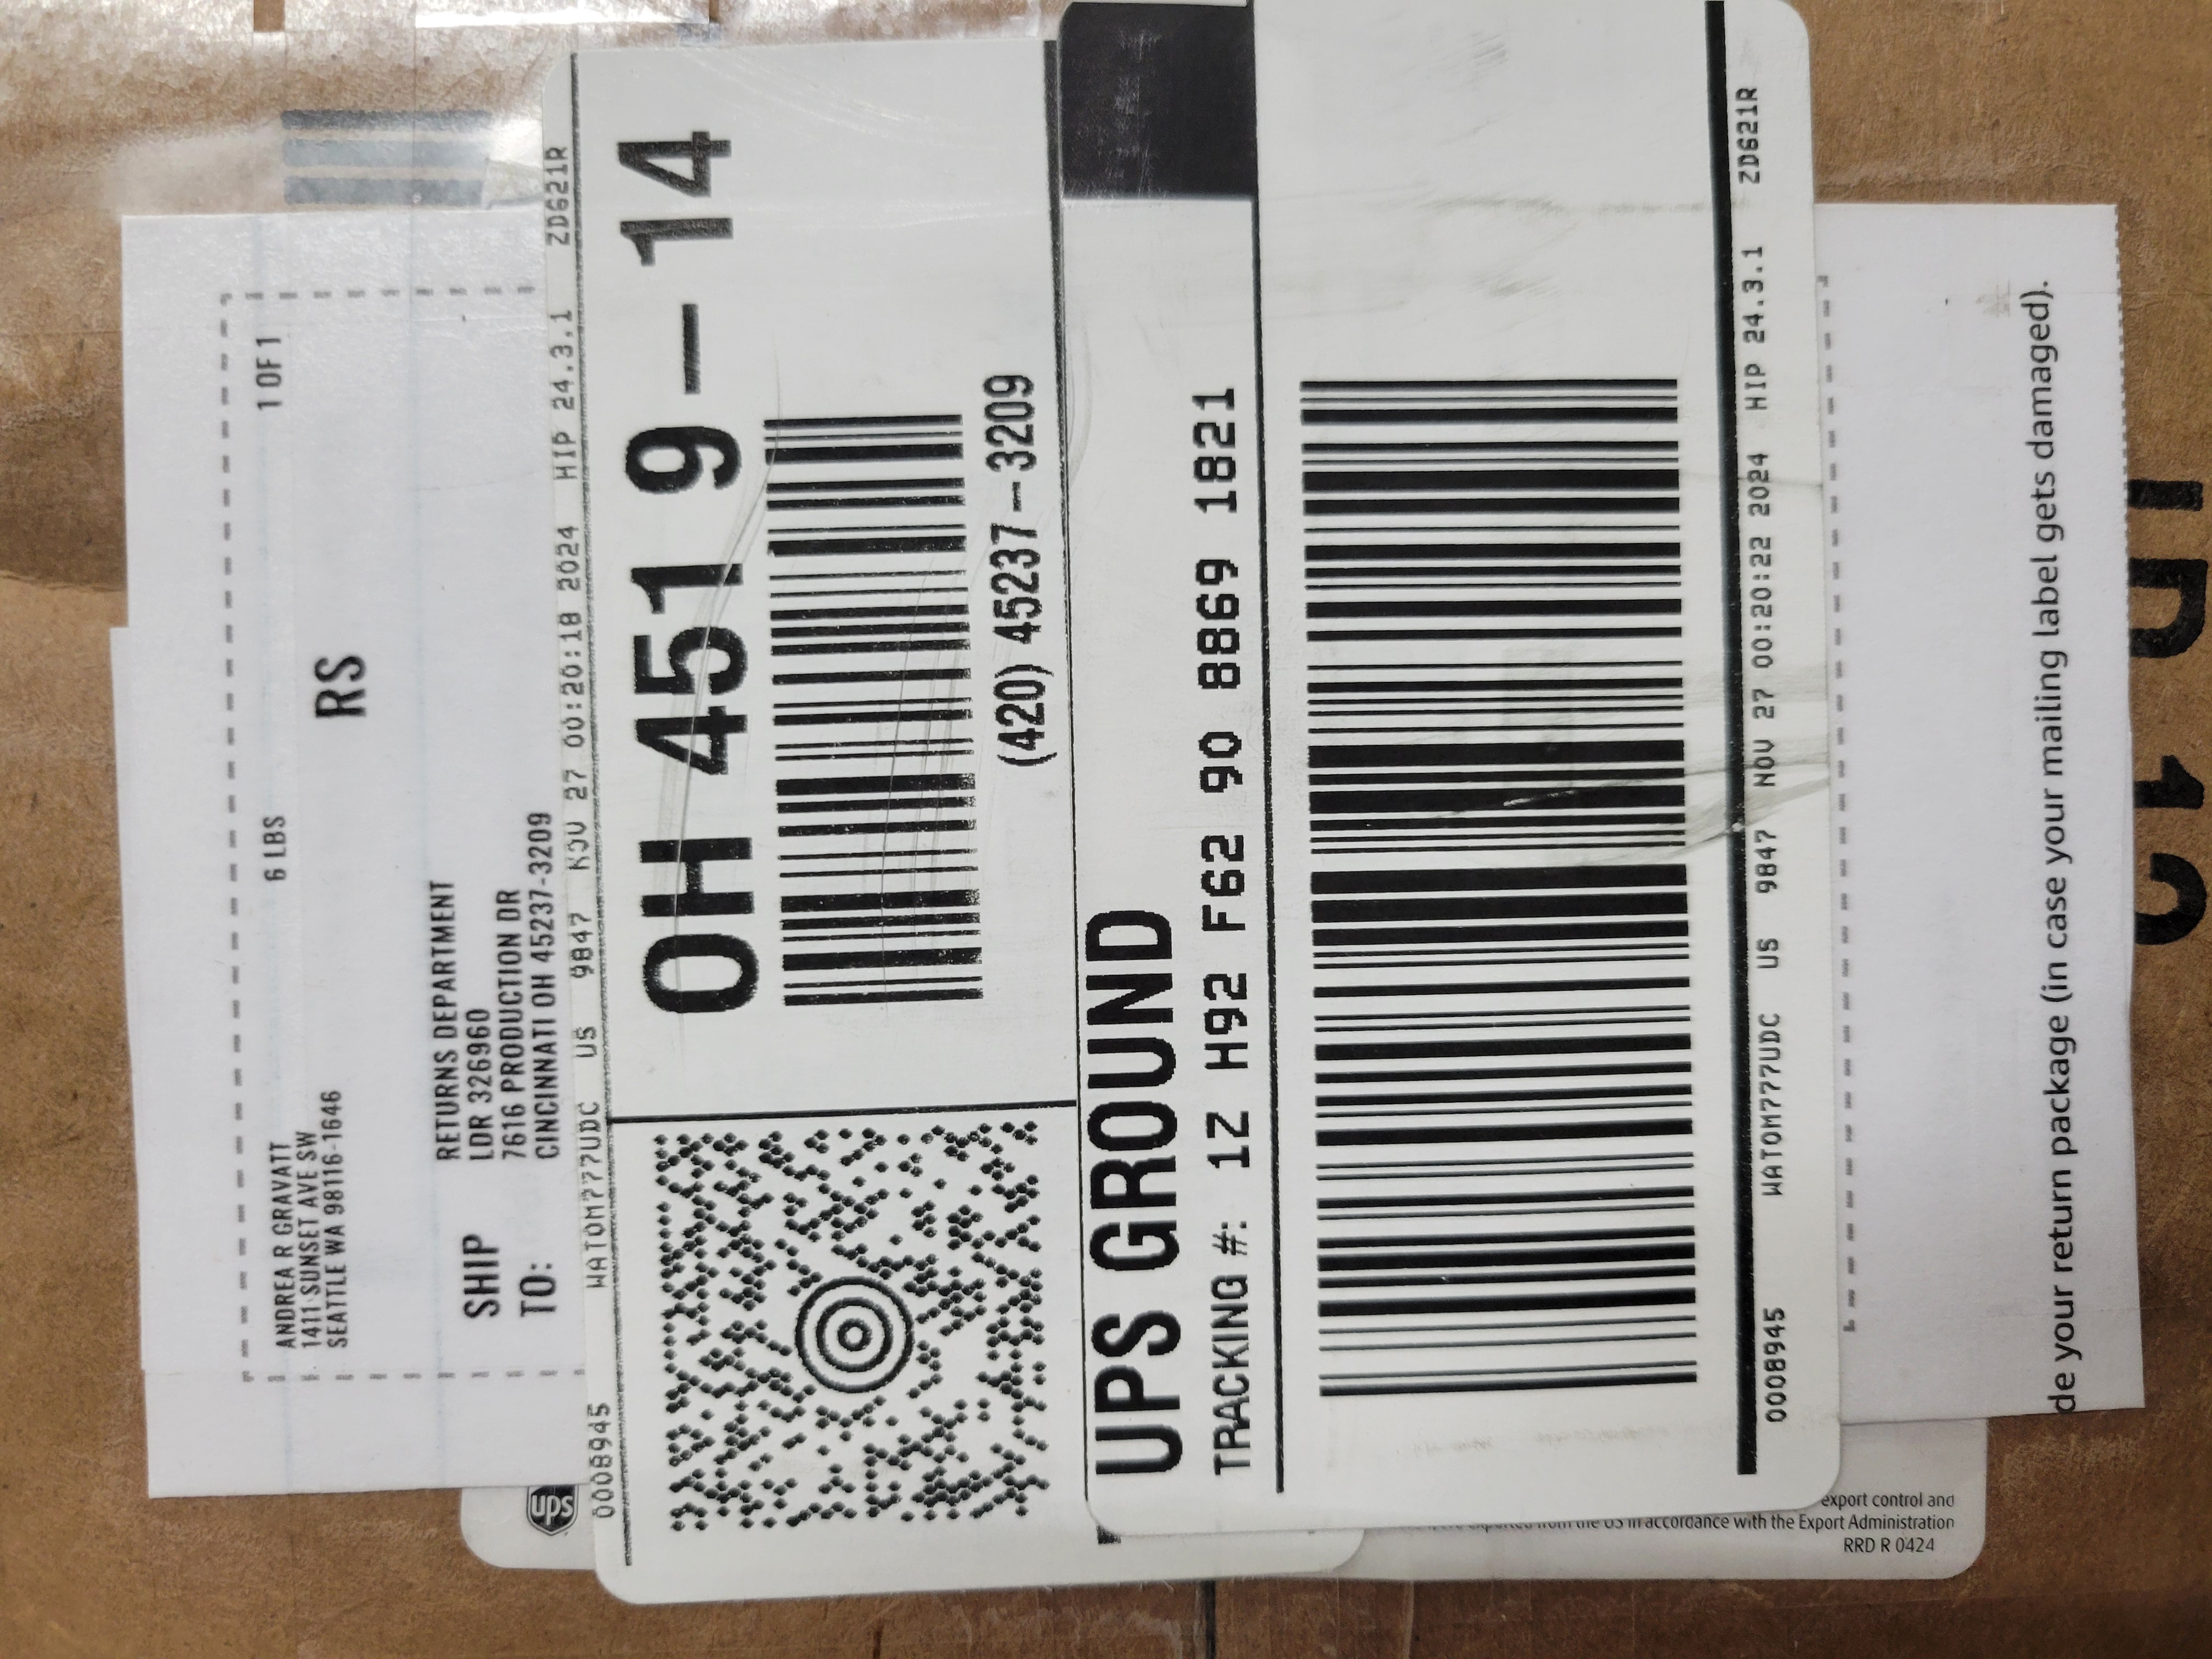 ANDREA R GRAVATT
1411 SUNSET AVE SW
SEATTLE WA 98116-1646
6 LBS
1 OF 1
RS
SHIP
TO:
RETURNS DEPARTMENT
LDR 326960
7616 PRODUCTION DR
CINCINNATI OH 45237-3209
0008945 WATOM777UDC US 9847 NOV 27 00:20:18 2024 HIP 24.3.1 ZD621R
OH 451 9-14
(420) 45237-3209
UPS GROUND
TRACKING #: 1Z H92 F62 90 8869 1821
0008945 WATOM777UDC US 9847 NOV 27 00:20:22 2024 HIP 24.3.1 ZD621R
de your return package (in case your mailing label gets damaged).
ups
export control and
from the US in accordance with the Export Administration
RRD R 0424